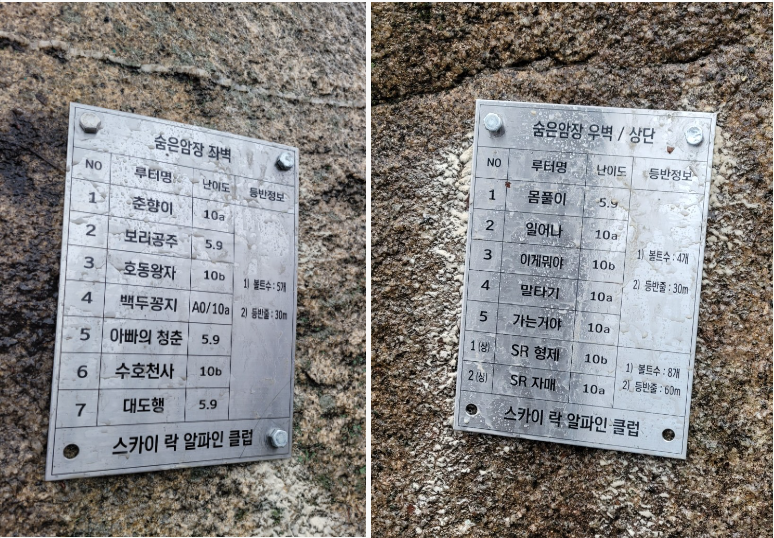 숨은암장 좌벽
NO 루터명 난이도 등반정보
1 춘향이 10a
2 보리공주 5.9
3 호동왕자 10b
4 백두꽁지 A0/10a
5 아빠의 청춘 5.9
6 수호천사 10b
7 대도행 5.9
1) 볼트수 : 5개
2) 등반줄 : 30m
스카이 락 알파인 클럽
숨은암장 우벽 / 상단
NO 루터명 난이도 등반정보
1 몸풀이 5.9
2 일어나 10a
3 이게뭐야 10b
4 말타기 10a
5 가는거야 10a
1) 볼트수 : 4개
2) 등반줄 : 30m
1(상) SR 형제 10b
2(상) SR 자매 10a
1) 볼트수 : 8개
2) 등반줄 : 60m
스카이 락 알파인 클럽